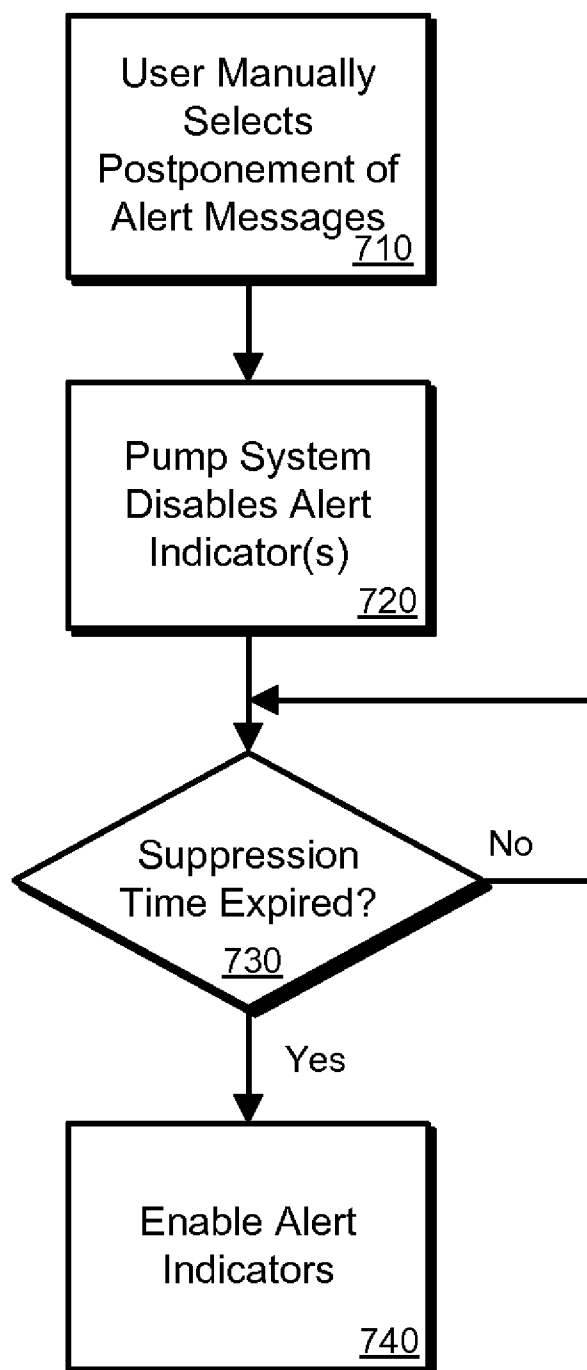 User Manually
Selects
Postponement of
Alert Messages
710
Pump System
Disables Alert
Indicator(s)
720
Suppression
Time Expired?
730
No
Yes
Enable Alert
Indicators
740